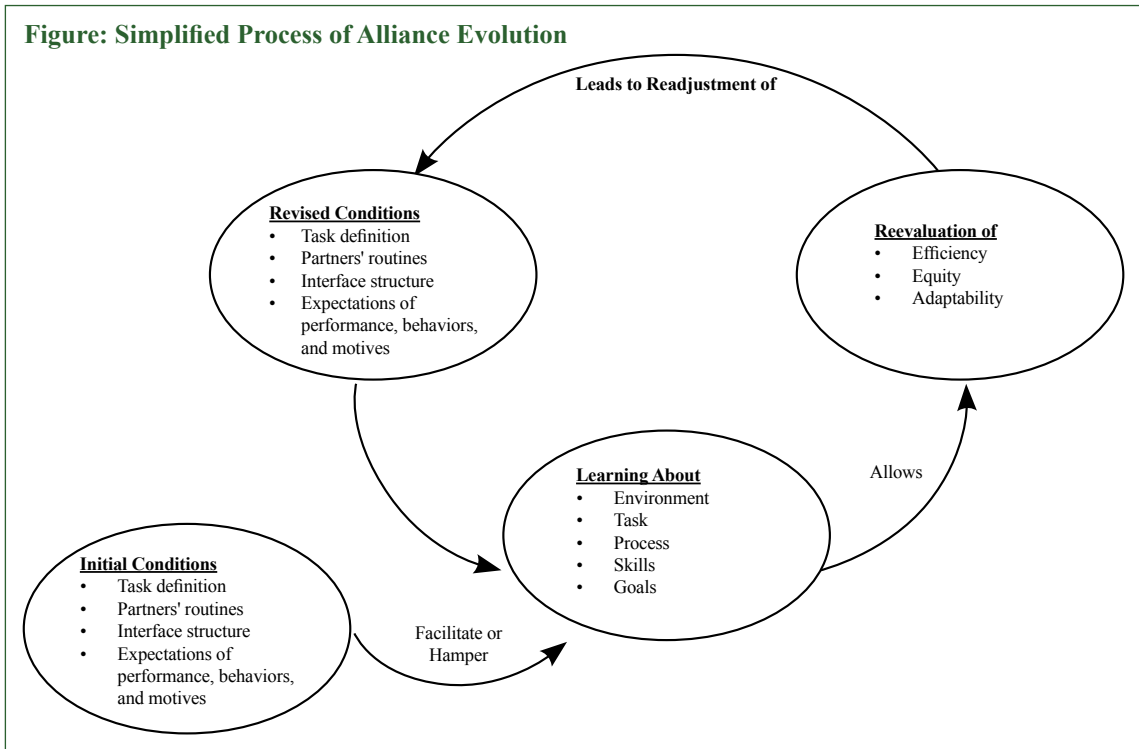 Figure: Simplified Process of Alliance Evolution
Leads to Readjustment of
Revised Conditions
• Task definition
• Partners' routines
• Interface structure
• Expectations of
performance, behaviors,
and motives
Reevaluation of
• Efficiency
• Equity
• Adaptability
Allows
Learning About
• Environment
• Task
• Process
• Skills
• Goals
Initial Conditions
• Task definition
• Partners' routines
• Interface structure
• Expectations of
performance, behaviors,
and motives
Facilitate or
Hamper